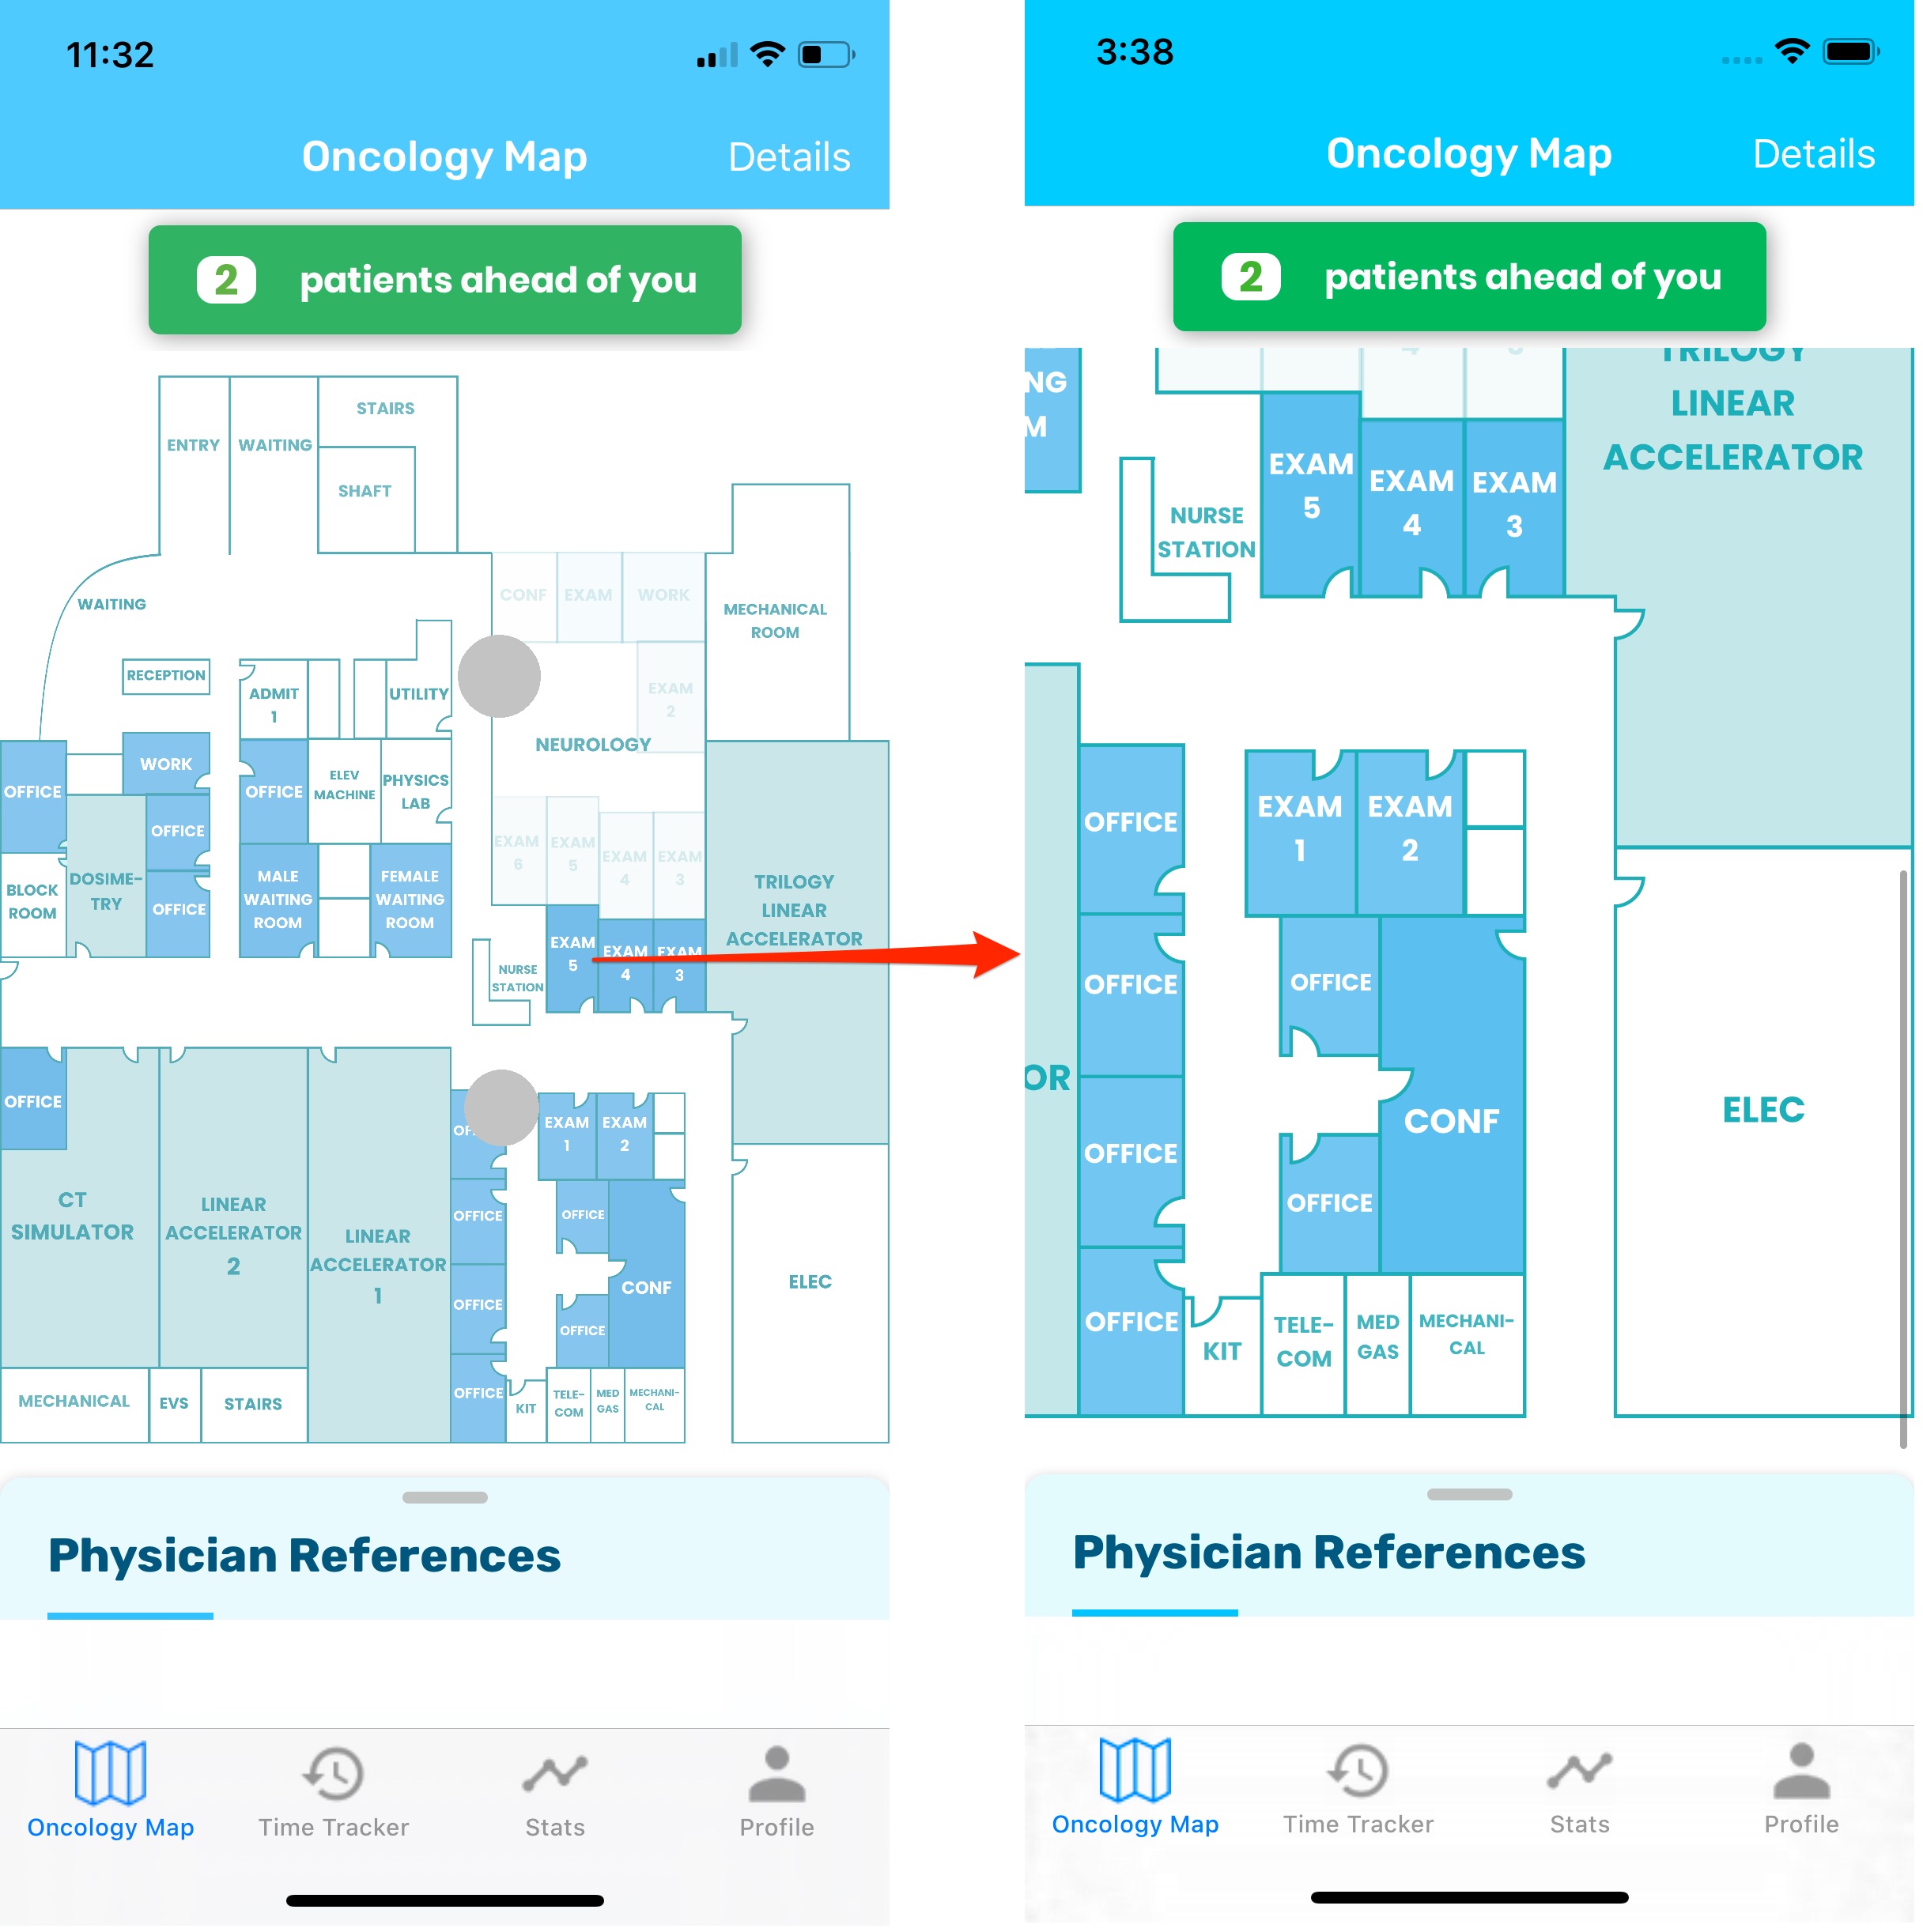 11:32
Oncology Map
Details
2 patients ahead of you
STAIRS
ENTRY
WAITING
SHAFT
CONF
EXAM
WORK
WAITING
MECHANICAL
ROOM
RECEPTION
ADMIT
1
UTILITY
EXAM
2
NEUROLOGY
WORK
OFFICE
OFFICE
ELEV
MACHINE
PHYSICS
LAB
OFFICE
EXAM
6
EXAM
5
EXAM
4
EXAM
3
BLOCK
ROOM
DOSIME-
TRY
OFFICE
MALE
WAITING
ROOM
FEMALE
WAITING
ROOM
TRILOGY
LINEAR
ACCELERATOR
NURSE
STATION
EXAM
5
EXAM
4
EXAM
3
OFFICE
EXAM
1
EXAM
2
CT
SIMULATOR
LINEAR
ACCELERATOR
2
LINEAR
ACCELERATOR
1
OFFICE
OFFICE
OFFICE
OFFICE
OFFICE
CONF
ELEC
MECHANICAL
EVS
STAIRS
KIT
TELE-
COM
MED
GAS
MECHANI-
CAL
Physician References
Oncology Map
Time Tracker
Stats
Profile
3:38
Oncology Map
Details
2 patients ahead of you
TRILOGY
LINEAR
ACCELERATOR
NG
M
EXAM
5
EXAM
4
EXAM
3
NURSE
STATION
OFFICE
EXAM
1
EXAM
2
OFFICE
OFFICE
OR
CONF
ELEC
OFFICE
OFFICE
OFFICE
KIT
TELE-
COM
MED
GAS
MECHANI-
CAL
Physician References
Oncology Map
Time Tracker
Stats
Profile